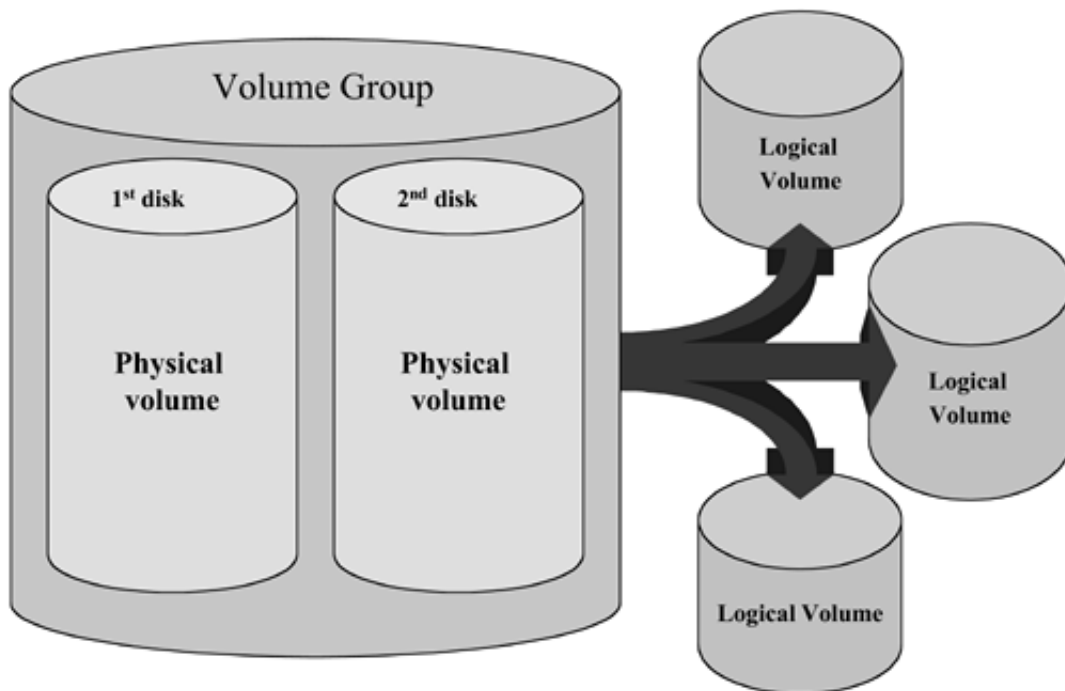 Volume Group
1st disk
2nd disk
Physical
volume
Physical
volume
Logical
Volume
Logical
Volume
Logical Volume